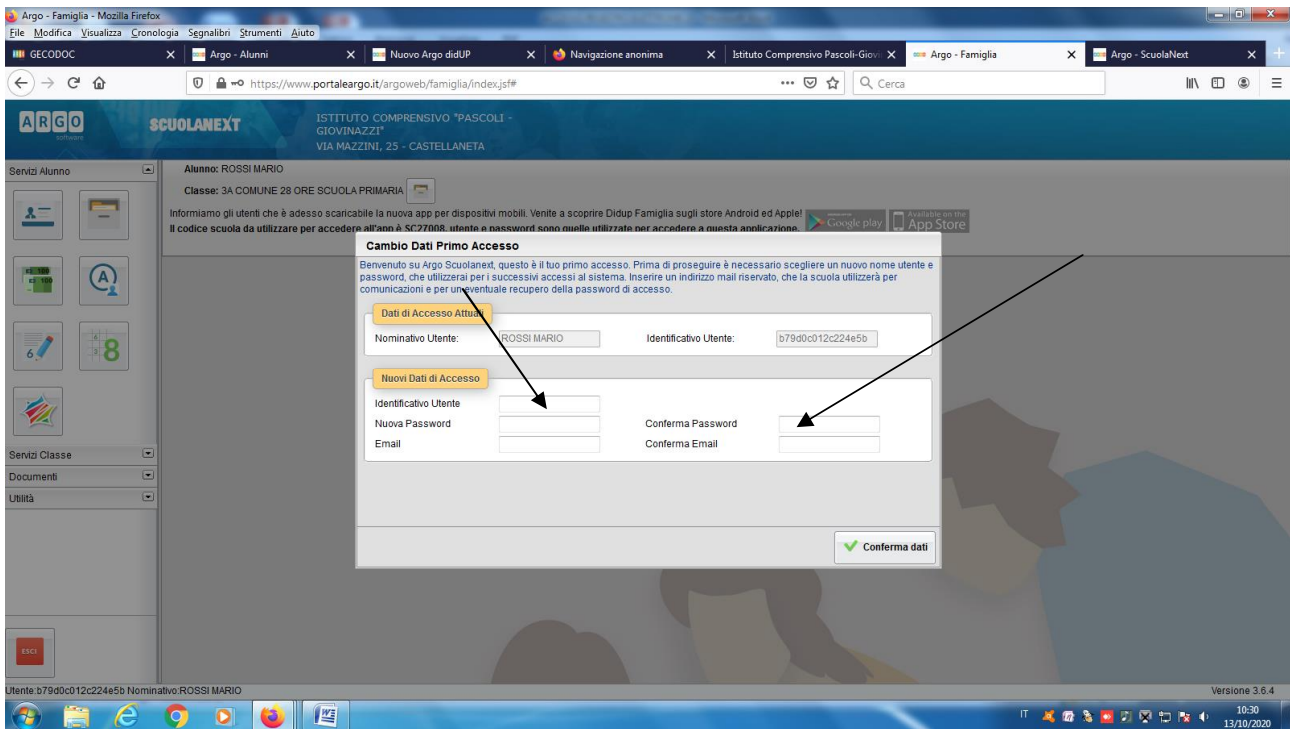 Argo - Famiglia - Mozilla Firefox
File Modifica Visualizza Cronologia Segnalibri Strumenti Aiuto
GECODOC
Argo - Alunni
Nuovo Argo didUP
Navigazione anonima
Istituto Comprensivo Pascoli-Giovi
Argo - Famiglia
Argo - ScuolaNext
https://www.portaleargo.it/argoweb/famiglia/index.jsf#
Cerca
ARGO
software
SCUOLANEXT
ISTITUTO COMPRENSIVO "PASCOLI -
GIOVINAZZI"
VIA MAZZINI, 25 - CASTELLANETA
Servizi Alunno
Alunno: ROSSI MARIO
Classe: 3A COMUNE 28 ORE SCUOLA PRIMARIA
Informiamo gli utenti che è adesso scaricabile la nuova app per dispositivi mobili. Venite a scoprire Didup Famiglia sugli store Android ed Apple!
Google play
Available on the
App Store
Il codice scuola da utilizzare per accedere all'app è SC27008, utente e password sono quelle utilizzate per accedere a questa applicazione.
Cambio Dati Primo Accesso
Benvenuto su Argo Scuolanext, questo è il tuo primo accesso. Prima di proseguire è necessario scegliere un nuovo nome utente e
password, che utilizzerai per i successivi accessi al sistema. Inserire un indirizzo mail riservato, che la scuola utilizzerà per
comunicazioni e per un eventuale recupero della password di accesso.
Dati di Accesso Attuali
Nominativo Utente: ROSSI MARIO Identificativo Utente: b79d0c012c224e5b
Nuovi Dati di Accesso
Identificativo Utente
Nuova Password Conferma Password
Email Conferma Email
Conferma dati
Servizi Classe
Documenti
Utilità
ESCI
Utente:b79d0c012c224e5b Nominativo:ROSSI MARIO
Versione 3.6.4
IT
10:30
13/10/2020